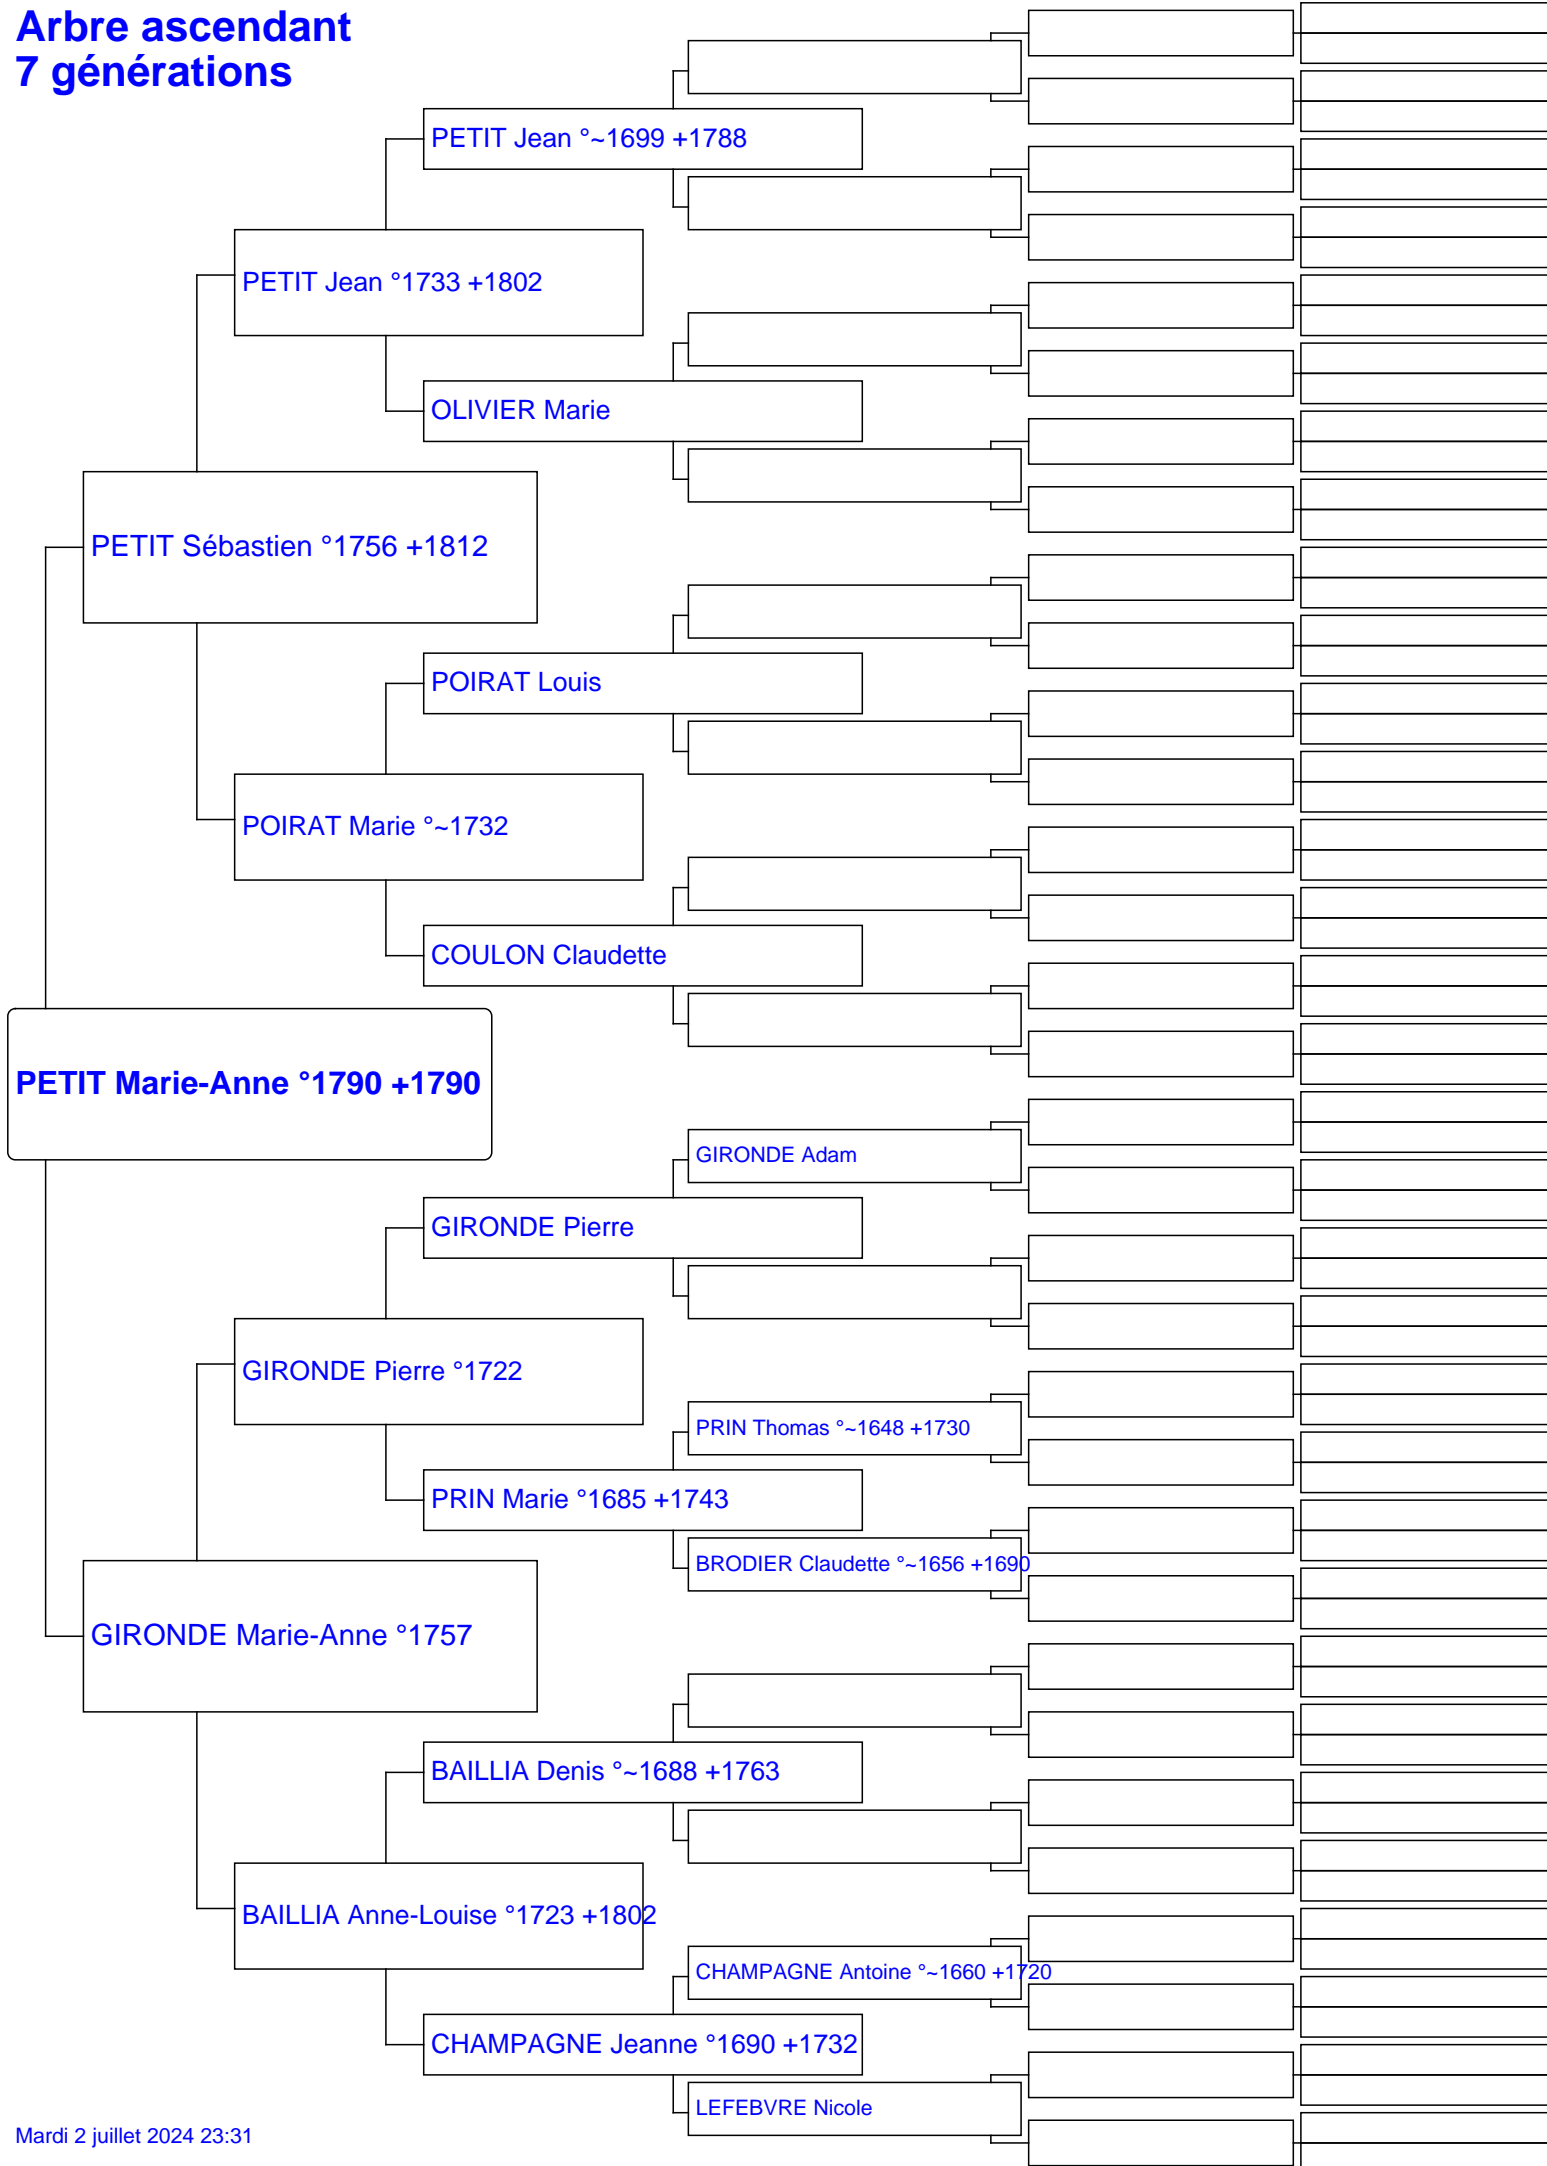 Arbre ascendant
7 générations
PETIT Jean °~1699 +1788
PETIT Jean °1733 +1802
OLIVIER Marie
PETIT Sébastien °1756 +1812
POIRAT Louis
POIRAT Marie °~1732
COULON Claudette
PETIT Marie-Anne °1790 +1790
GIRONDE Adam
GIRONDE Pierre
GIRONDE Pierre °1722
PRIN Thomas °~1648 +1730
PRIN Marie °1685 +1743
BRODIER Claudette °~1656 +1690
GIRONDE Marie-Anne °1757
BAILLIA Denis °~1688 +1763
BAILLIA Anne-Louise °1723 +1802
CHAMPAGNE Antoine °~1660 +1720
CHAMPAGNE Jeanne °1690 +1732
LEFEBVRE Nicole
Mardi 2 juillet 2024 23:31